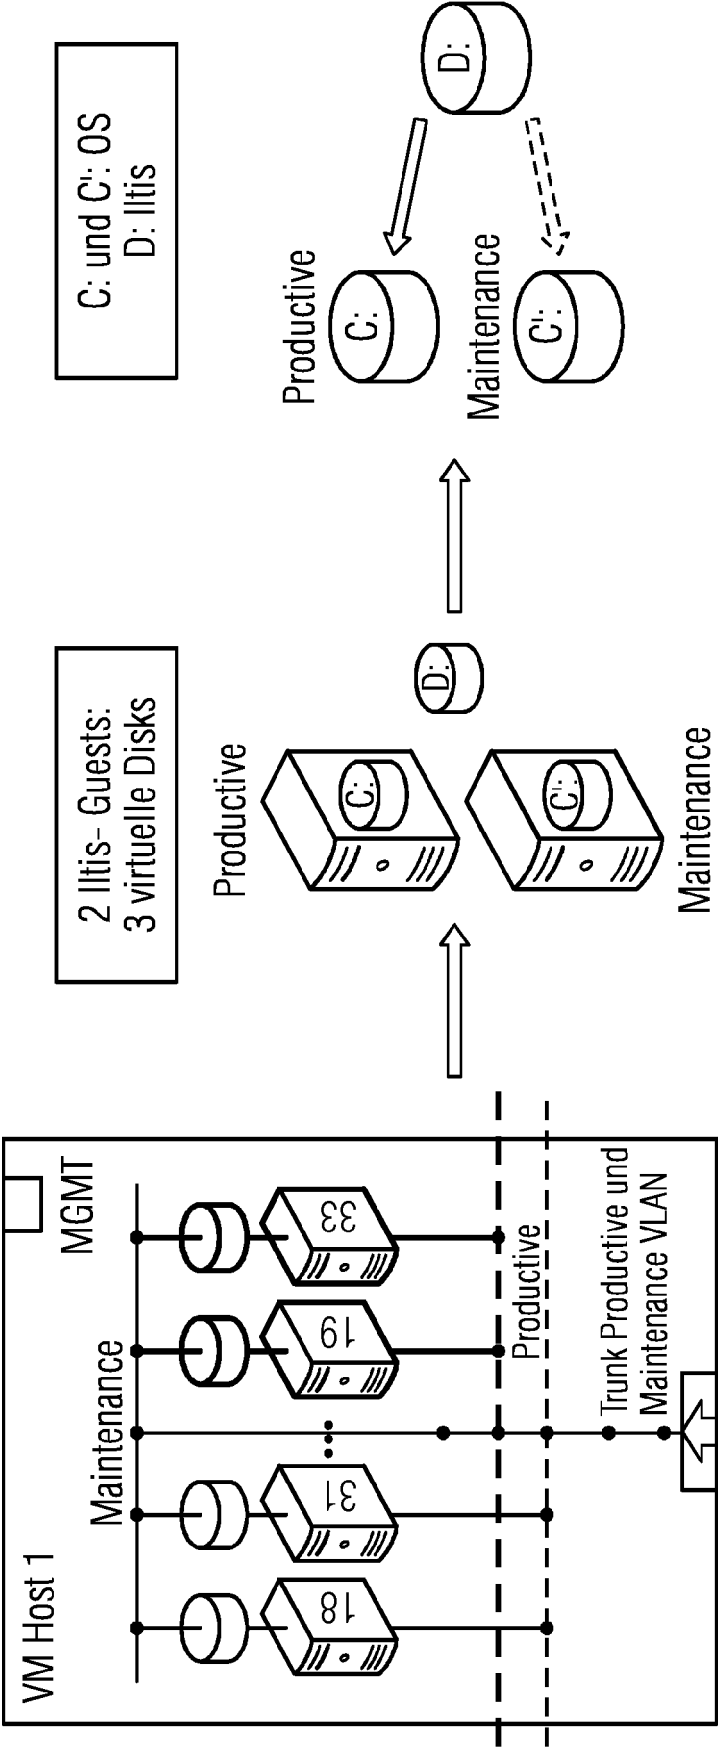 VM Host 1
Maintenance
MGMT
18
31
19
33
Productive
Trunk Productive und
Maintenance VLAN
2 Iltis- Guests:
3 virtuelle Disks
Productive
C:
D:
C':
Maintenance
C: und C': OS
D: Iltis
Productive
C:
Maintenance
C':
D: